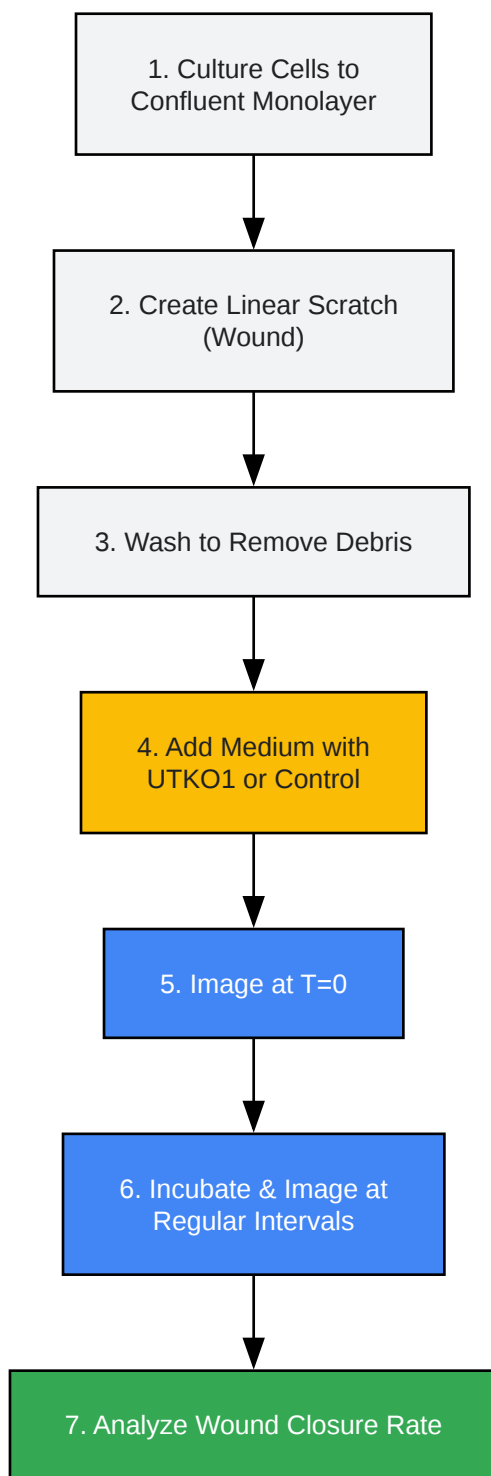 1. Culture Cells to
Confluent Monolayer
2. Create Linear Scratch
(Wound)
3. Wash to Remove Debris
4. Add Medium with
UTKO1 or Control
5. Image at T=0
6. Incubate & Image at
Regular Intervals
7. Analyze Wound Closure Rate